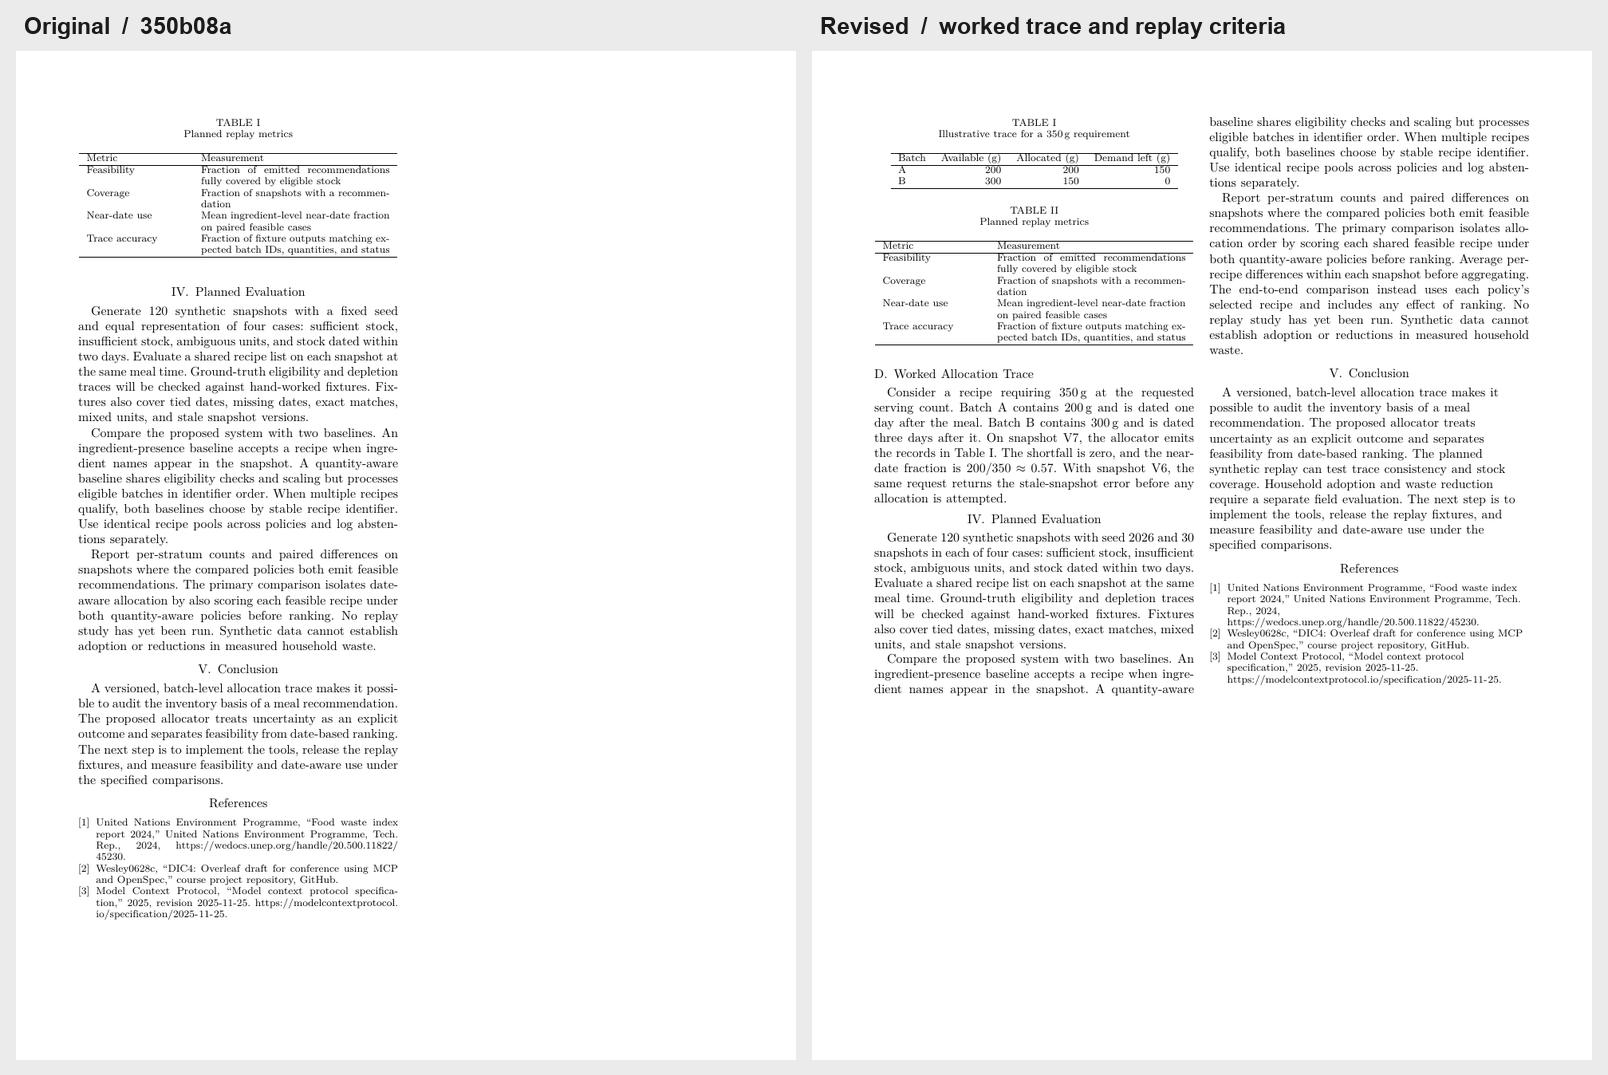 Original / 350b08a
TABLE I
Planned replay metrics
Metric Measurement
Feasibility Fraction of emitted recommendations
fully covered by eligible stock
Coverage Fraction of snapshots with a recommen-
dation
Near-date use Mean ingredient-level near-date fraction
on paired feasible cases
Trace accuracy Fraction of fixture outputs matching ex-
pected batch IDs, quantities, and status
IV. Planned Evaluation
Generate 120 synthetic snapshots with a fixed seed
and equal representation of four cases: sufficient stock,
insufficient stock, ambiguous units, and stock dated within
two days. Evaluate a shared recipe list on each snapshot at
the same meal time. Ground-truth eligibility and depletion
traces will be checked against hand-worked fixtures. Fix-
tures also cover tied dates, missing dates, exact matches,
mixed units, and stale snapshot versions.
Compare the proposed system with two baselines. An
ingredient-presence baseline accepts a recipe when ingre-
dient names appear in the snapshot. A quantity-aware
baseline shares eligibility checks and scaling but processes
eligible batches in identifier order. When multiple recipes
qualify, both baselines choose by stable recipe identifier.
Use identical recipe pools across policies and log absten-
tions separately.
Report per-stratum counts and paired differences on
snapshots where the compared policies both emit feasible
recommendations. The primary comparison isolates date-
aware allocation by also scoring each feasible recipe under
both quantity-aware policies before ranking. No replay
study has yet been run. Synthetic data cannot establish
adoption or reductions in measured household waste.
V. Conclusion
A versioned, batch-level allocation trace makes it possi-
ble to audit the inventory basis of a meal recommendation.
The proposed allocator treats uncertainty as an explicit
outcome and separates feasibility from date-based ranking.
The next step is to implement the tools, release the replay
fixtures, and measure feasibility and date-aware use under
the specified comparisons.
References
[1] United Nations Environment Programme, “Food waste index
report 2024,” United Nations Environment Programme, Tech.
Rep., 2024, https://wedocs.unep.org/handle/20.500.11822/
45230.
[2] Wesley0628c, “DIC4: Overleaf draft for conference using MCP
and OpenSpec,” course project repository, GitHub.
[3] Model Context Protocol, “Model context protocol specifica-
tion,” 2025, revision 2025-11-25. https://modelcontextprotocol.
io/specification/2025-11-25.
Revised / worked trace and replay criteria
TABLE I
Illustrative trace for a 350 g requirement
Batch Available (g) Allocated (g) Demand left (g)
A 200 200 150
B 300 150 0
TABLE II
Planned replay metrics
Metric Measurement
Feasibility Fraction of emitted recommendations
fully covered by eligible stock
Coverage Fraction of snapshots with a recommen-
dation
Near-date use Mean ingredient-level near-date fraction
on paired feasible cases
Trace accuracy Fraction of fixture outputs matching ex-
pected batch IDs, quantities, and status
D. Worked Allocation Trace
Consider a recipe requiring 350 g at the requested
serving count. Batch A contains 200 g and is dated one
day after the meal. Batch B contains 300 g and is dated
three days after it. On snapshot V7, the allocator emits
the records in Table I. The shortfall is zero, and the near-
date fraction is 200/350 ≈ 0.57. With snapshot V6, the
same request returns the stale-snapshot error before any
allocation is attempted.
IV. Planned Evaluation
Generate 120 synthetic snapshots with seed 2026 and 30
snapshots in each of four cases: sufficient stock, insufficient
stock, ambiguous units, and stock dated within two days.
Evaluate a shared recipe list on each snapshot at the same
meal time. Ground-truth eligibility and depletion traces
will be checked against hand-worked fixtures. Fixtures
also cover tied dates, missing dates, exact matches, mixed
units, and stale snapshot versions.
Compare the proposed system with two baselines. An
ingredient-presence baseline accepts a recipe when ingre-
dient names appear in the snapshot. A quantity-aware
baseline shares eligibility checks and scaling but processes
eligible batches in identifier order. When multiple recipes
qualify, both baselines choose by stable recipe identifier.
Use identical recipe pools across policies and log absten-
tions separately.
Report per-stratum counts and paired differences on
snapshots where the compared policies both emit feasible
recommendations. The primary comparison isolates allo-
cation order by scoring each shared feasible recipe under
both quantity-aware policies before ranking. Average per-
recipe differences within each snapshot before aggregating.
The end-to-end comparison instead uses each policy’s
selected recipe and includes any effect of ranking. No
replay study has yet been run. Synthetic data cannot
establish adoption or reductions in measured household
waste.
V. Conclusion
A versioned, batch-level allocation trace makes it
possible to audit the inventory basis of a meal
recommendation. The proposed allocator treats
uncertainty as an explicit outcome and separates
feasibility from date-based ranking. The planned
synthetic replay can test trace consistency and stock
coverage. Household adoption and waste reduction
require a separate field evaluation. The next step is to
implement the tools, release the replay fixtures, and
measure feasibility and date-aware use under the
specified comparisons.
References
[1] United Nations Environment Programme, “Food waste index
report 2024,” United Nations Environment Programme, Tech.
Rep., 2024,
https://wedocs.unep.org/handle/20.500.11822/45230.
[2] Wesley0628c, “DIC4: Overleaf draft for conference using MCP
and OpenSpec,” course project repository, GitHub.
[3] Model Context Protocol, “Model context protocol
specification,” 2025, revision 2025-11-25.
https://modelcontextprotocol.io/specification/2025-11-25.